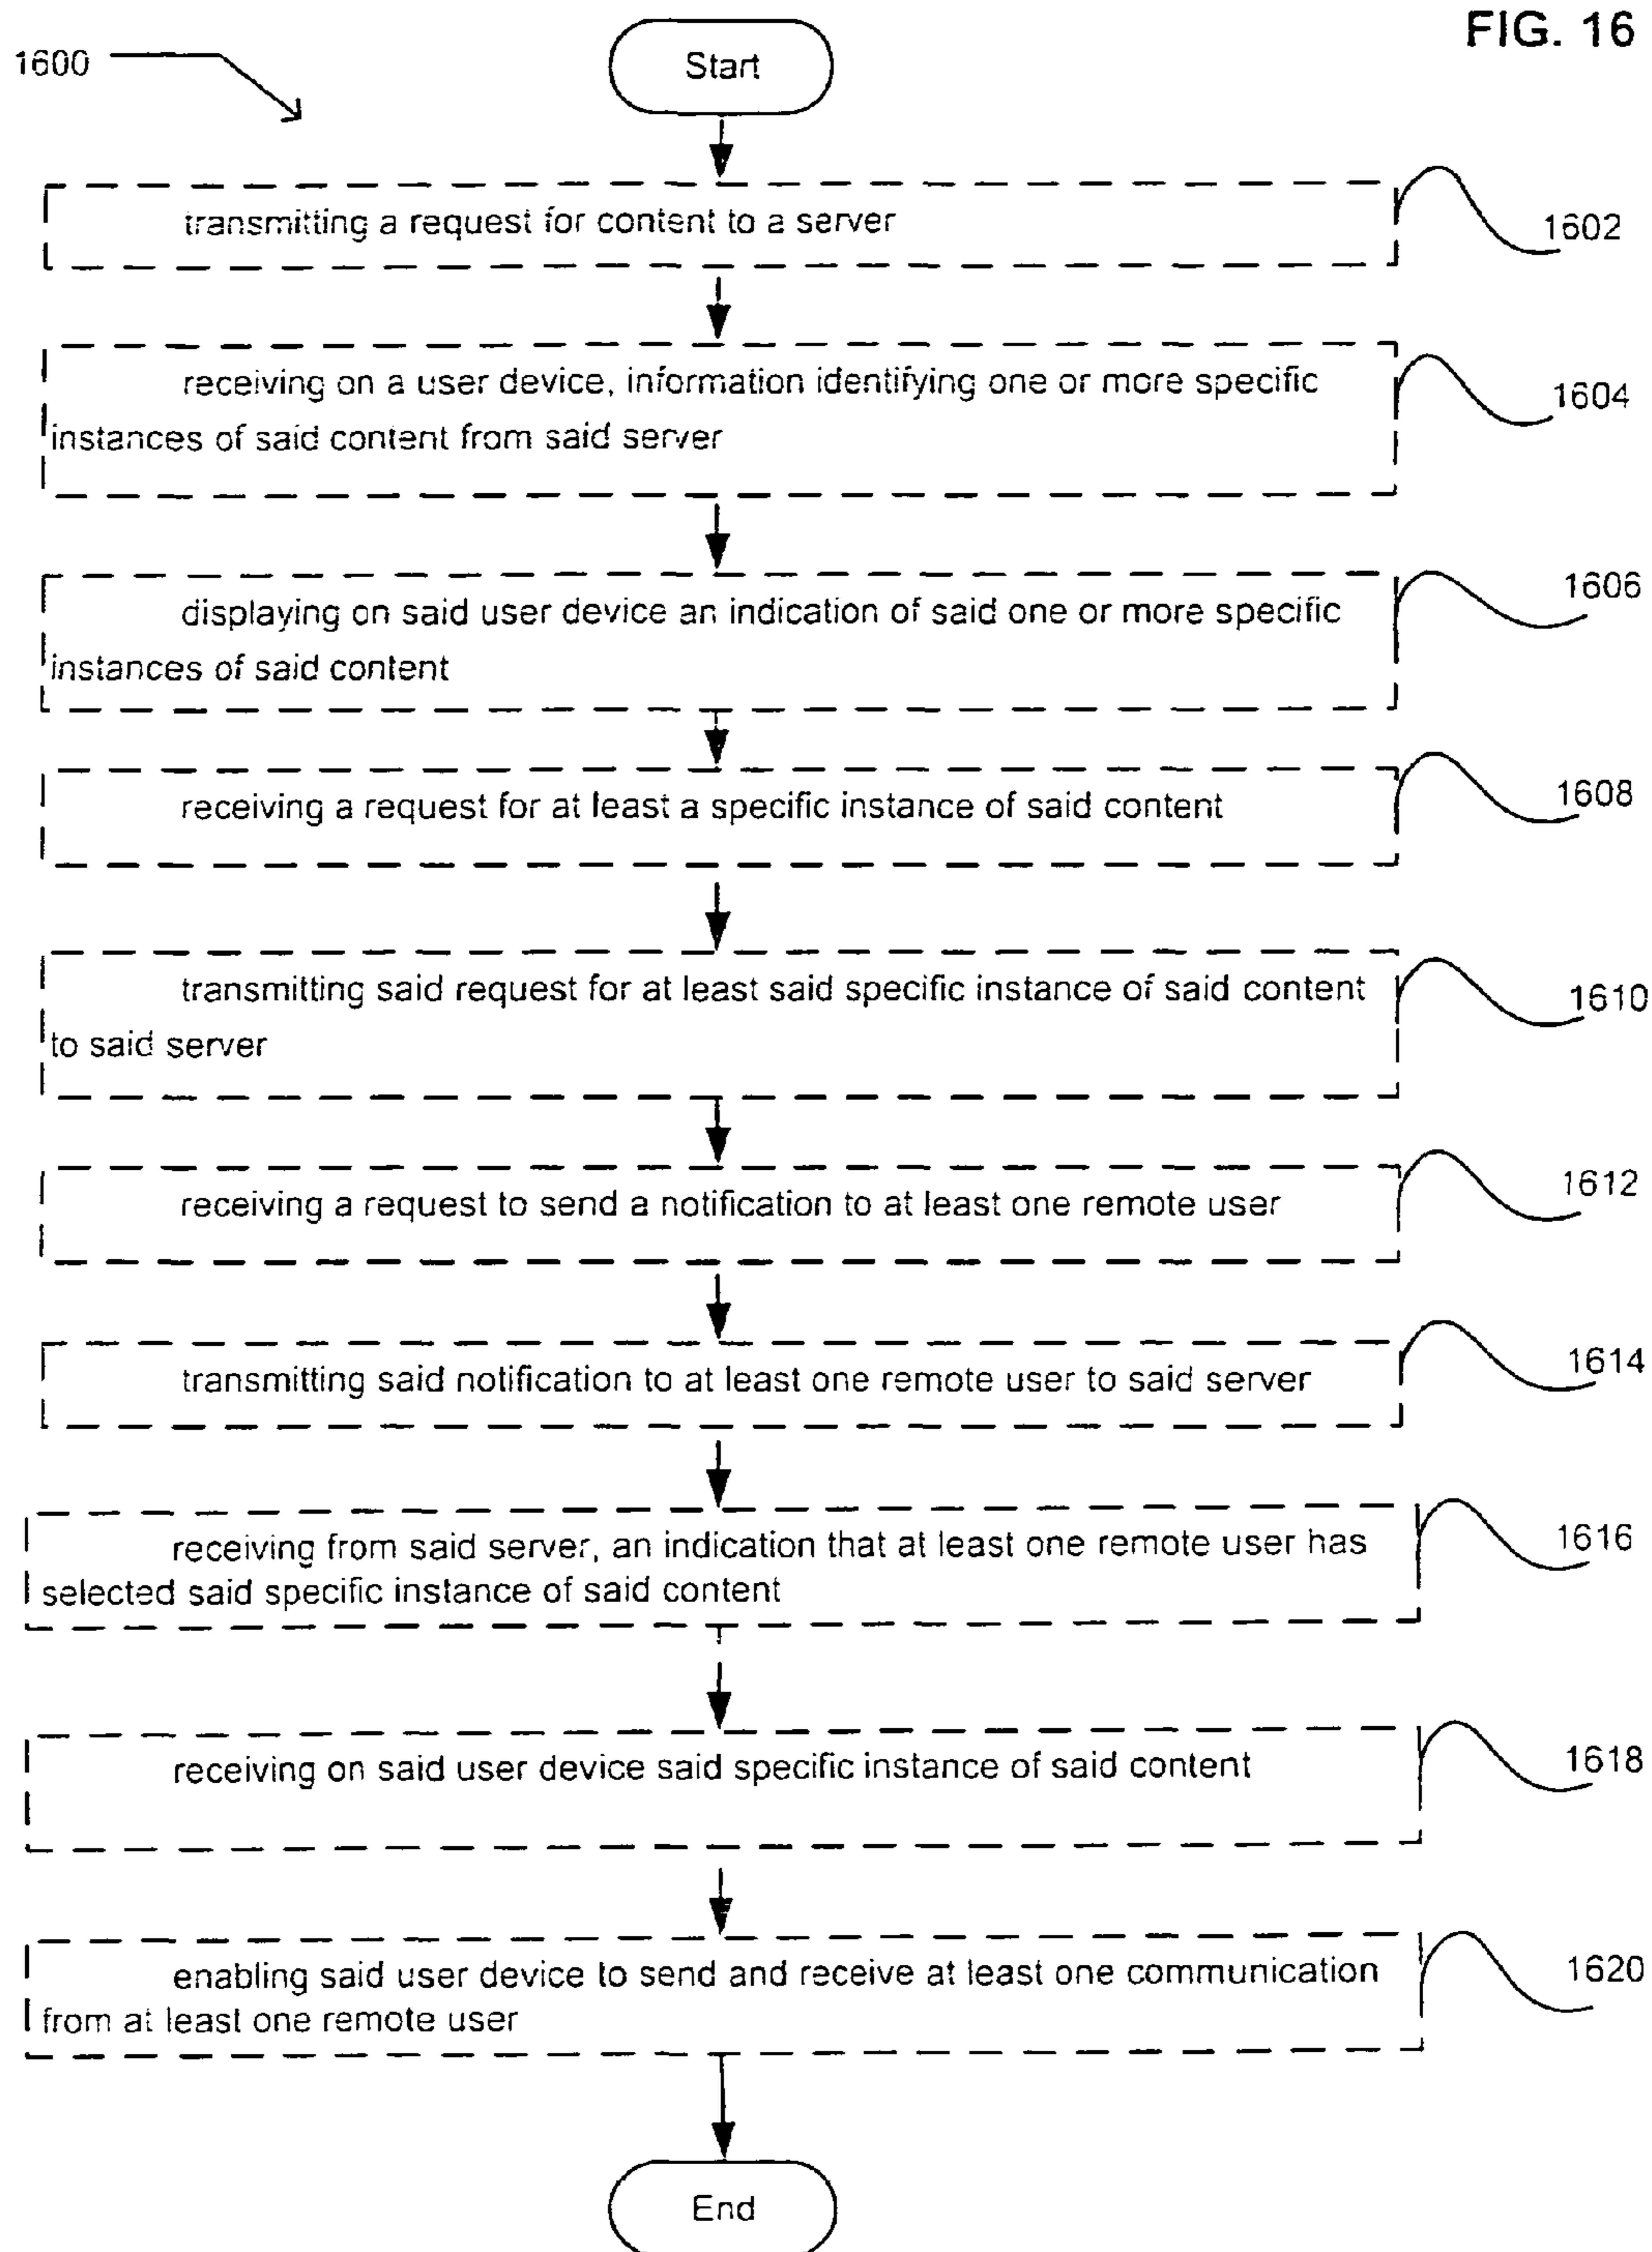 FIG. 16
1600
Start
transmitting a request for content to a server
1602
receiving on a user device, information identifying one or more specific
instances of said content from said server
1604
displaying on said user device an indication of said one or more specific
instances of said content
1606
receiving a request for at least a specific instance of said content
1608
transmitting said request for at least said specific instance of said content
to said server
1610
receiving a request to send a notification to at least one remote user
1612
transmitting said notification to at least one remote user to said server
1614
receiving from said server, an indication that at least one remote user has
selected said specific instance of said content
1616
receiving on said user device said specific instance of said content
1618
enabling said user device to send and receive at least one communication
from at least one remote user
1620
End